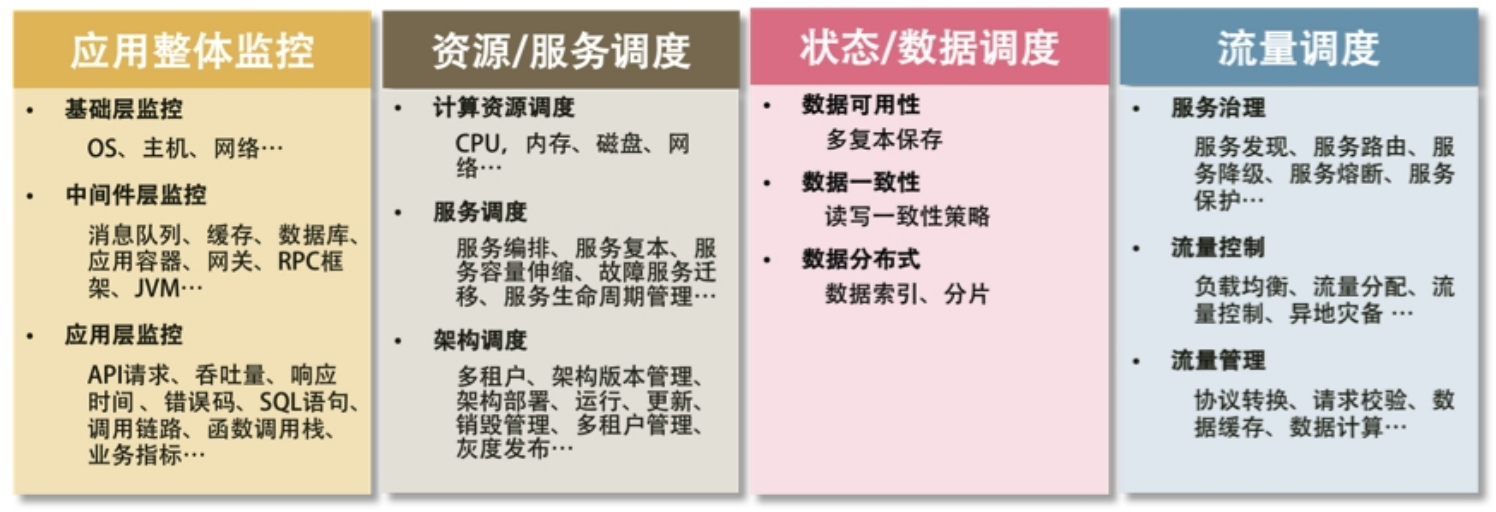 应用整体监控
• 基础层监控
OS、主机、网络…
• 中间件层监控
消息队列、缓存、数据库、
应用容器、网关、RPC框
架、JVM…
• 应用层监控
API请求、吞吐量、响应
时间、错误码、SQL语句、
调用链路、函数调用栈、
业务指标…
资源/服务调度
• 计算资源调度
CPU,内存、磁盘、网
络…
• 服务调度
服务编排、服务复本、服
务容量伸缩、故障服务迁
移、服务生命周期管理…
• 架构调度
多租户、架构版本管理、
架构部署、运行、更新、
销毁管理、多租户管理、
灰度发布…
状态/数据调度
• 数据可用性
多复本保存
• 数据一致性
读写一致性策略
• 数据分布式
数据索引、分片
流量调度
• 服务治理
服务发现、服务路由、服
务降级、服务熔断、服务
保护…
• 流量控制
负载均衡、流量分配、流
量控制、异地灾备 …
• 流量管理
协议转换、请求校验、数
据缓存、数据计算…